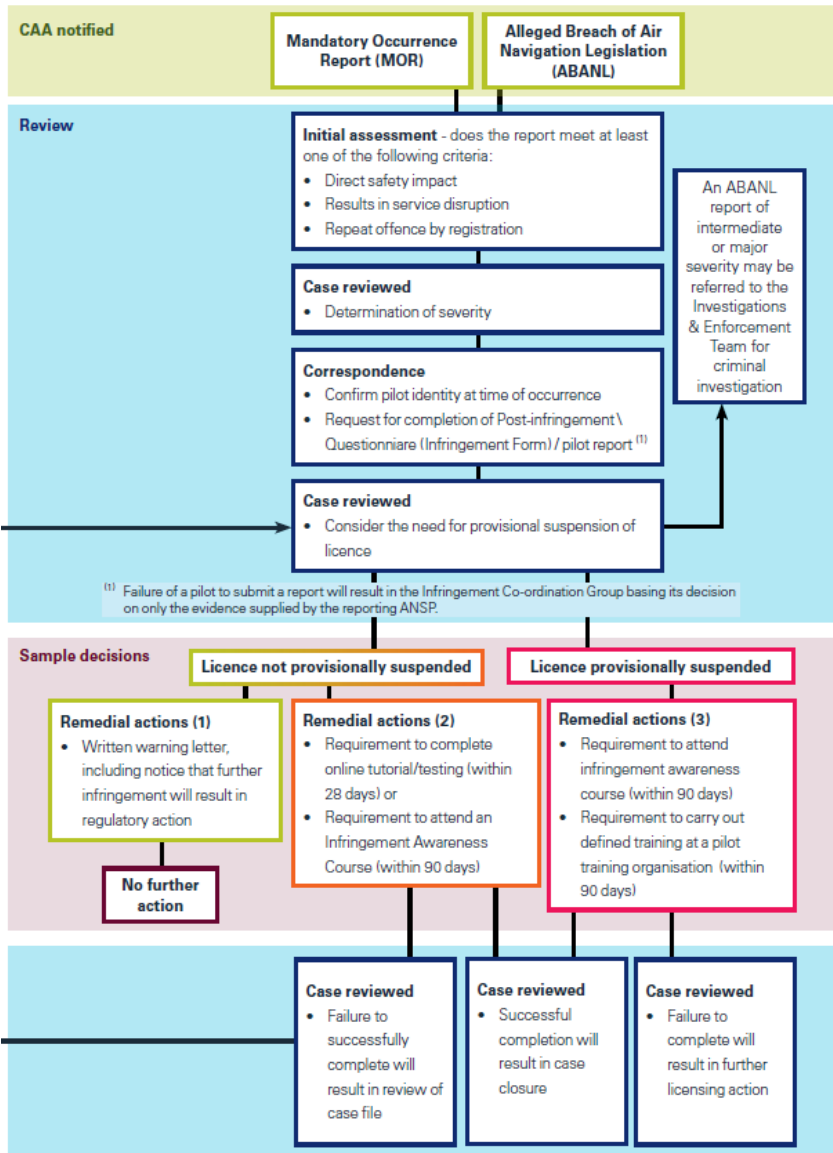 CAA notified
Mandatory Occurrence
Report (MOR)
Alleged Breach of Air
Navigation Legislation
(ABANL)
Review
Initial assessment - does the report meet at least
one of the following criteria:
• Direct safety impact
• Results in service disruption
• Repeat offence by registration
An ABANL
report of
intermediate
or major
severity may be
referred to the
Investigations
& Enforcement
Team for
criminal
investigation
Case reviewed
• Determination of severity
Correspondence
• Confirm pilot identity at time of occurrence
• Request for completion of Post-infringement\
Questionniare (Infringement Form) / pilot report (1)
Case reviewed
• Consider the need for provisional suspension of
licence
(1) Failure of a pilot to submit a report will result in the Infringement Co-ordination Group basing its decision
on only the evidence supplied by the reporting ANSP.
Sample decisions
Licence not provisionally suspended
Licence provisionally suspended
Remedial actions (1)
• Written warning letter,
including notice that further
infringement will result in
regulatory action
No further
action
Remedial actions (2)
• Requirement to complete
online tutorial/testing (within
28 days) or
• Requirement to attend an
Infringement Awareness
Course (within 90 days)
Remedial actions (3)
• Requirement to attend
infringement awareness
course (within 90 days)
• Requirement to carry out
defined training at a pilot
training organisation (within
90 days)
Case reviewed
• Failure to
successfully
complete will
result in review of
case file
Case reviewed
• Successful
completion will
result in case
closure
Case reviewed
• Failure to
complete will
result in further
licensing action